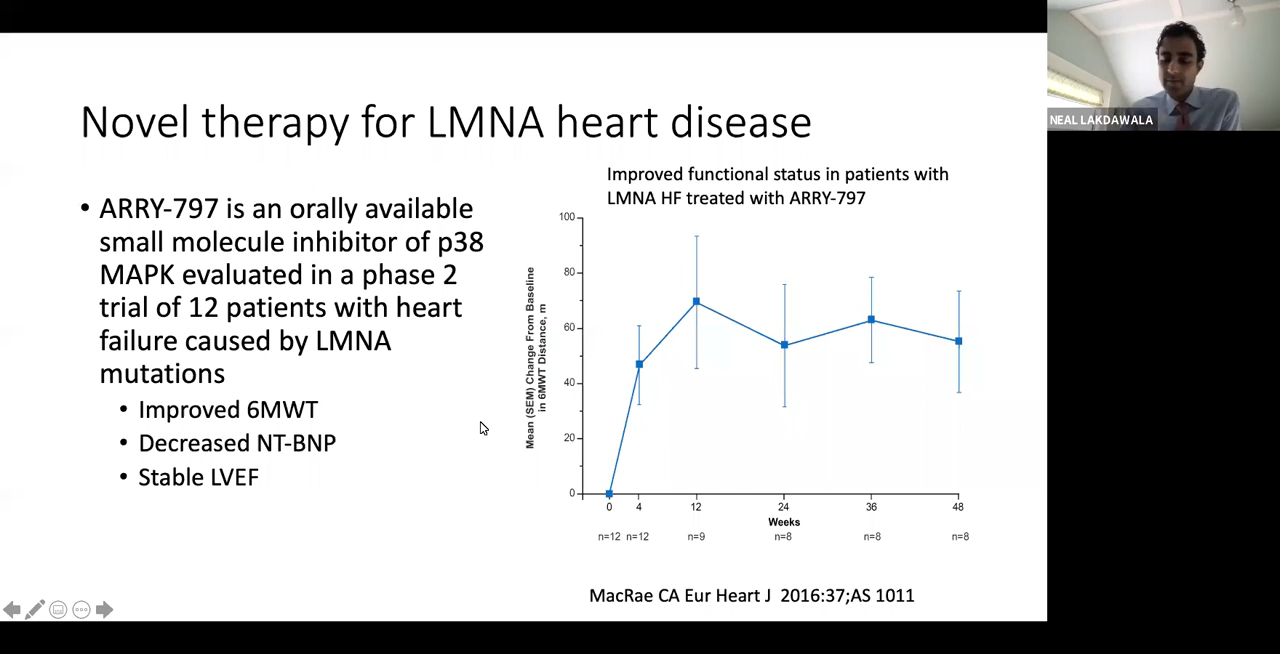 Novel therapy for LMNA heart disease
• ARRY-797 is an orally available
small molecule inhibitor of p38
MAPK evaluated in a phase 2
trial of 12 patients with heart
failure caused by LMNA
mutations
• Improved 6MWT
• Decreased NT-BNP
• Stable LVEF
Improved functional status in patients with
LMNA HF treated with ARRY-797
Mean (SEM) Change From Baseline
in 6MWT Distance, m
100
80
60
40
20
0
0 4 12 24 36 48
Weeks
n=12 n=12 n=9 n=8 n=8 n=8
MacRae CA Eur Heart J 2016:37;AS 1011
NEAL LAKDAWALA